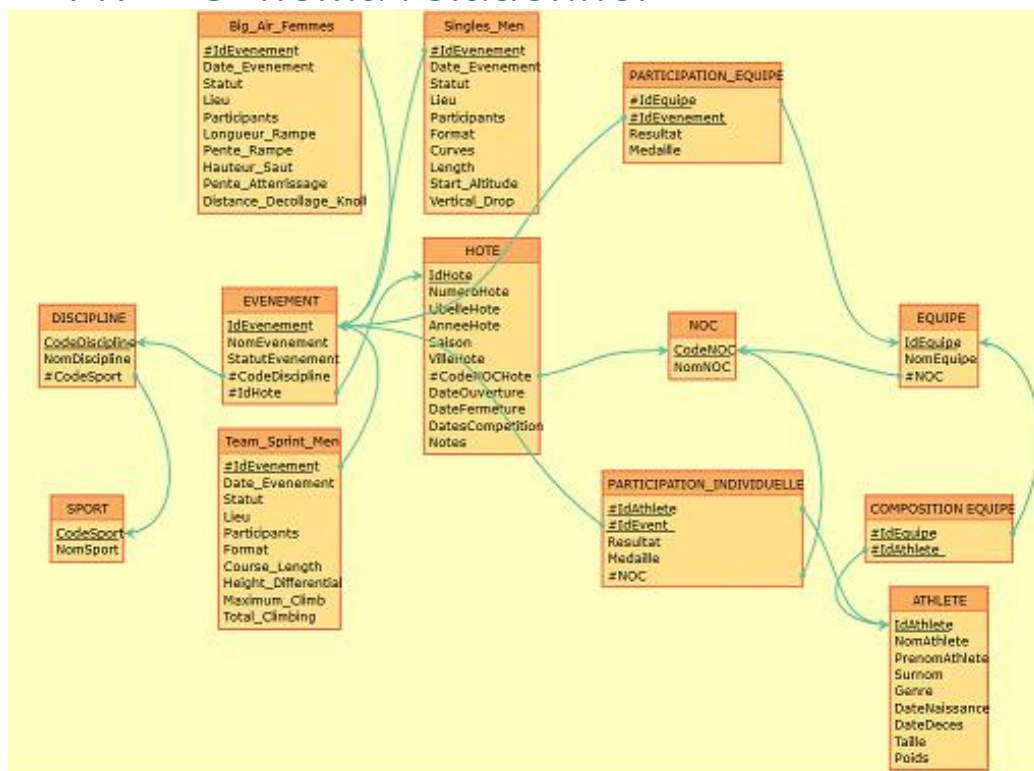 Big_Air_Femmes
#IdEvenement
Date_Evenement
Statut
Lieu
Participants
Longueur_Rampe
Pente_Rampe
Hauteur_Saut
Pente_Atterrissage
Distance_Decollage_Knoll
Singles_Men
#IdEvenement
Date_Evenement
Statut
Lieu
Participants
Format
Curves
Length
Start_Altitude
Vertical_Drop
PARTICIPATION_EQUIPE
#IdEquipe
#IdEvenement
Resultat
Medaille
DISCIPLINE
CodeDiscipline
NomDiscipline
#CodeSport
EVENEMENT
IdEvenement
NomEvenement
StatutEvenement
#CodeDiscipline
#IdHote
HOTE
IdHote
NumeroHote
LibelleHote
AnneeHote
Saison
VilleHote
#CodeNOCHote
DateOuverture
DateFermeture
DatesCompetition
Notes
NOC
CodeNOC
NomNOC
EQUIPE
IdEquipe
NomEquipe
#NOC
SPORT
CodeSport
NomSport
Team_Sprint_Men
#IdEvenement
Date_Evenement
Statut
Lieu
Participants
Format
Course_Length
Height_Differential
Maximum_Climb
Total_Climbing
PARTICIPATION_INDIVIDUELLE
#IdAthlete
#IdEvent
Resultat
Medaille
#NOC
COMPOSITION EQUIPE
#IdEquipe
#IdAthlete
ATHLETE
IdAthlete
NomAthlete
PrenomAthlete
Surnom
Genre
DateNaissance
DateDeces
Taille
Poids